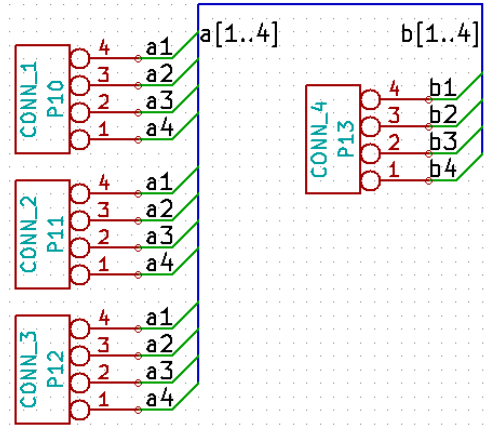 a[1..4] b[1..4]
CONN_1
P10
4 a1
3 a2
2 a3
1 a4
CONN_4
P13
4 b1
3 b2
2 b3
1 b4
CONN_2
P11
4 a1
3 a2
2 a3
1 a4
CONN_3
P12
4 a1
3 a2
2 a3
1 a4